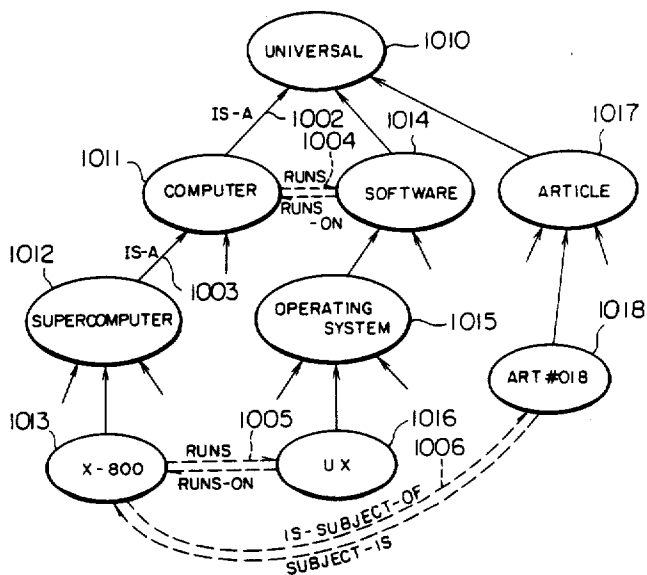 UNIVERSAL
1010
IS-A
1002
1004
1014
1017
1011
COMPUTER
RUNS
RUNS
-ON
SOFTWARE
ARTICLE
1012
IS-A
1003
SUPERCOMPUTER
OPERATING
SYSTEM
1015
1018
ART #018
1013
X-800
RUNS
1005
RUNS-ON
1016
UX
1006
IS-SUBJECT-OF
SUBJECT-IS